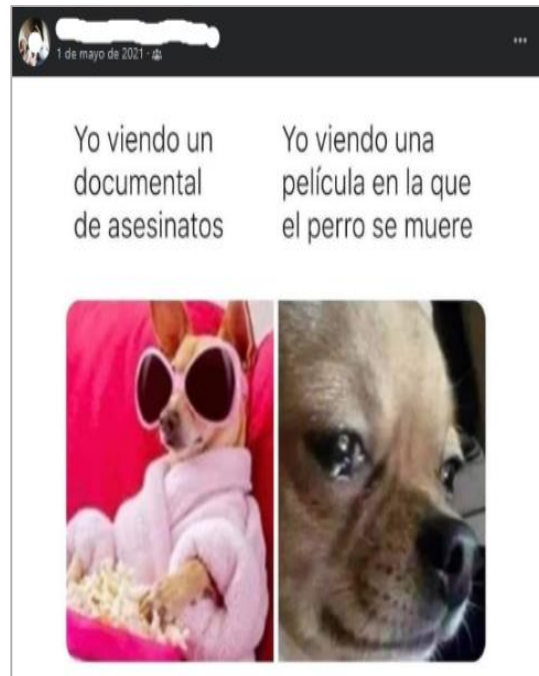 1 de mayo de 2021 ·
Yo viendo un
documental
de asesinatos
Yo viendo una
película en la que
el perro se muere